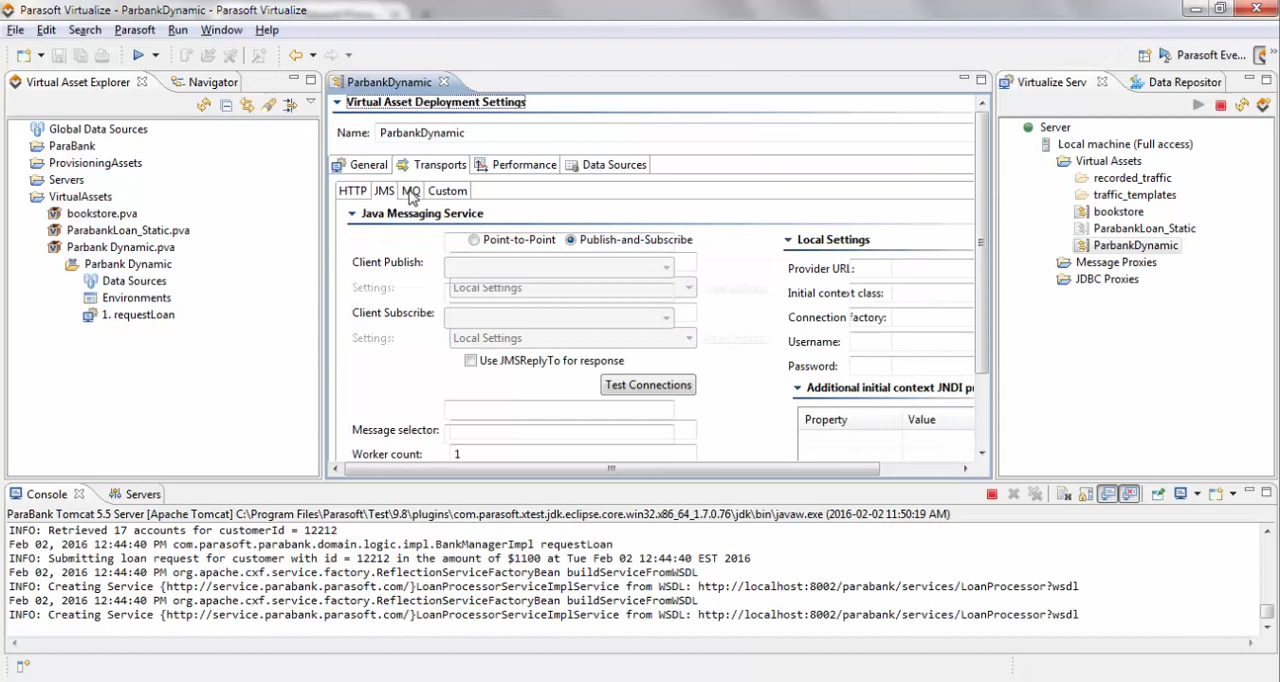 Parasoft Virtualize - ParbankDynamic - Parasoft Virtualize
File Edit Search Parasoft Run Window Help
Parasoft Eve...
Virtual Asset Explorer
Navigator
Global Data Sources
ParaBank
ProvisioningAssets
Servers
VirtualAssets
bookstore.pva
ParabankLoan_Static.pva
Parbank Dynamic.pva
Parbank Dynamic
Data Sources
Environments
1. requestLoan
ParbankDynamic
Virtual Asset Deployment Settings
Name: ParbankDynamic
General Transports Performance Data Sources
HTTP JMS MQ Custom
Java Messaging Service
Point-to-Point Publish-and-Subscribe
Client Publish:
Settings: Local Settings
Client Subscribe:
Settings: Local Settings
Use JMSReplyTo for response
Test Connections
Message selector:
Worker count: 1
Local Settings
Provider URL:
Initial context class:
Connection factory:
Username:
Password:
Additional initial context JNDI p
Property Value
Virtualize Serv
Data Repositor
Server
Local machine (Full access)
Virtual Assets
recorded_traffic
traffic_templates
bookstore
ParabankLoan_Static
ParbankDynamic
Message Proxies
JDBC Proxies
Console Servers
ParaBank Tomcat 5.5 Server [Apache Tomcat] C:\Program Files\Parasoft\Test\9.8\plugins\com.parasoft.xtest.jdk.eclipse.core.win32.x86_64_1.7.0.76\jdk\bin\javaw.exe (2016-02-02 11:50:19 AM)
INFO: Retrieved 17 accounts for customerId = 12212
Feb 02, 2016 12:44:40 PM com.parasoft.parabank.domain.logic.impl.BankManagerImpl requestLoan
INFO: Submitting loan request for customer with id = 12212 in the amount of $1100 at Tue Feb 02 12:44:40 EST 2016
Feb 02, 2016 12:44:40 PM org.apache.cxf.service.factory.ReflectionServiceFactoryBean buildServiceFromWSDL
INFO: Creating Service {http://service.parabank.parasoft.com/}LoanProcessorServiceImplService from WSDL: http://localhost:8002/parabank/services/LoanProcessor?wsdl
Feb 02, 2016 12:44:40 PM org.apache.cxf.service.factory.ReflectionServiceFactoryBean buildServiceFromWSDL
INFO: Creating Service {http://service.parabank.parasoft.com/}LoanProcessorServiceImplService from WSDL: http://localhost:8002/parabank/services/LoanProcessor?wsdl